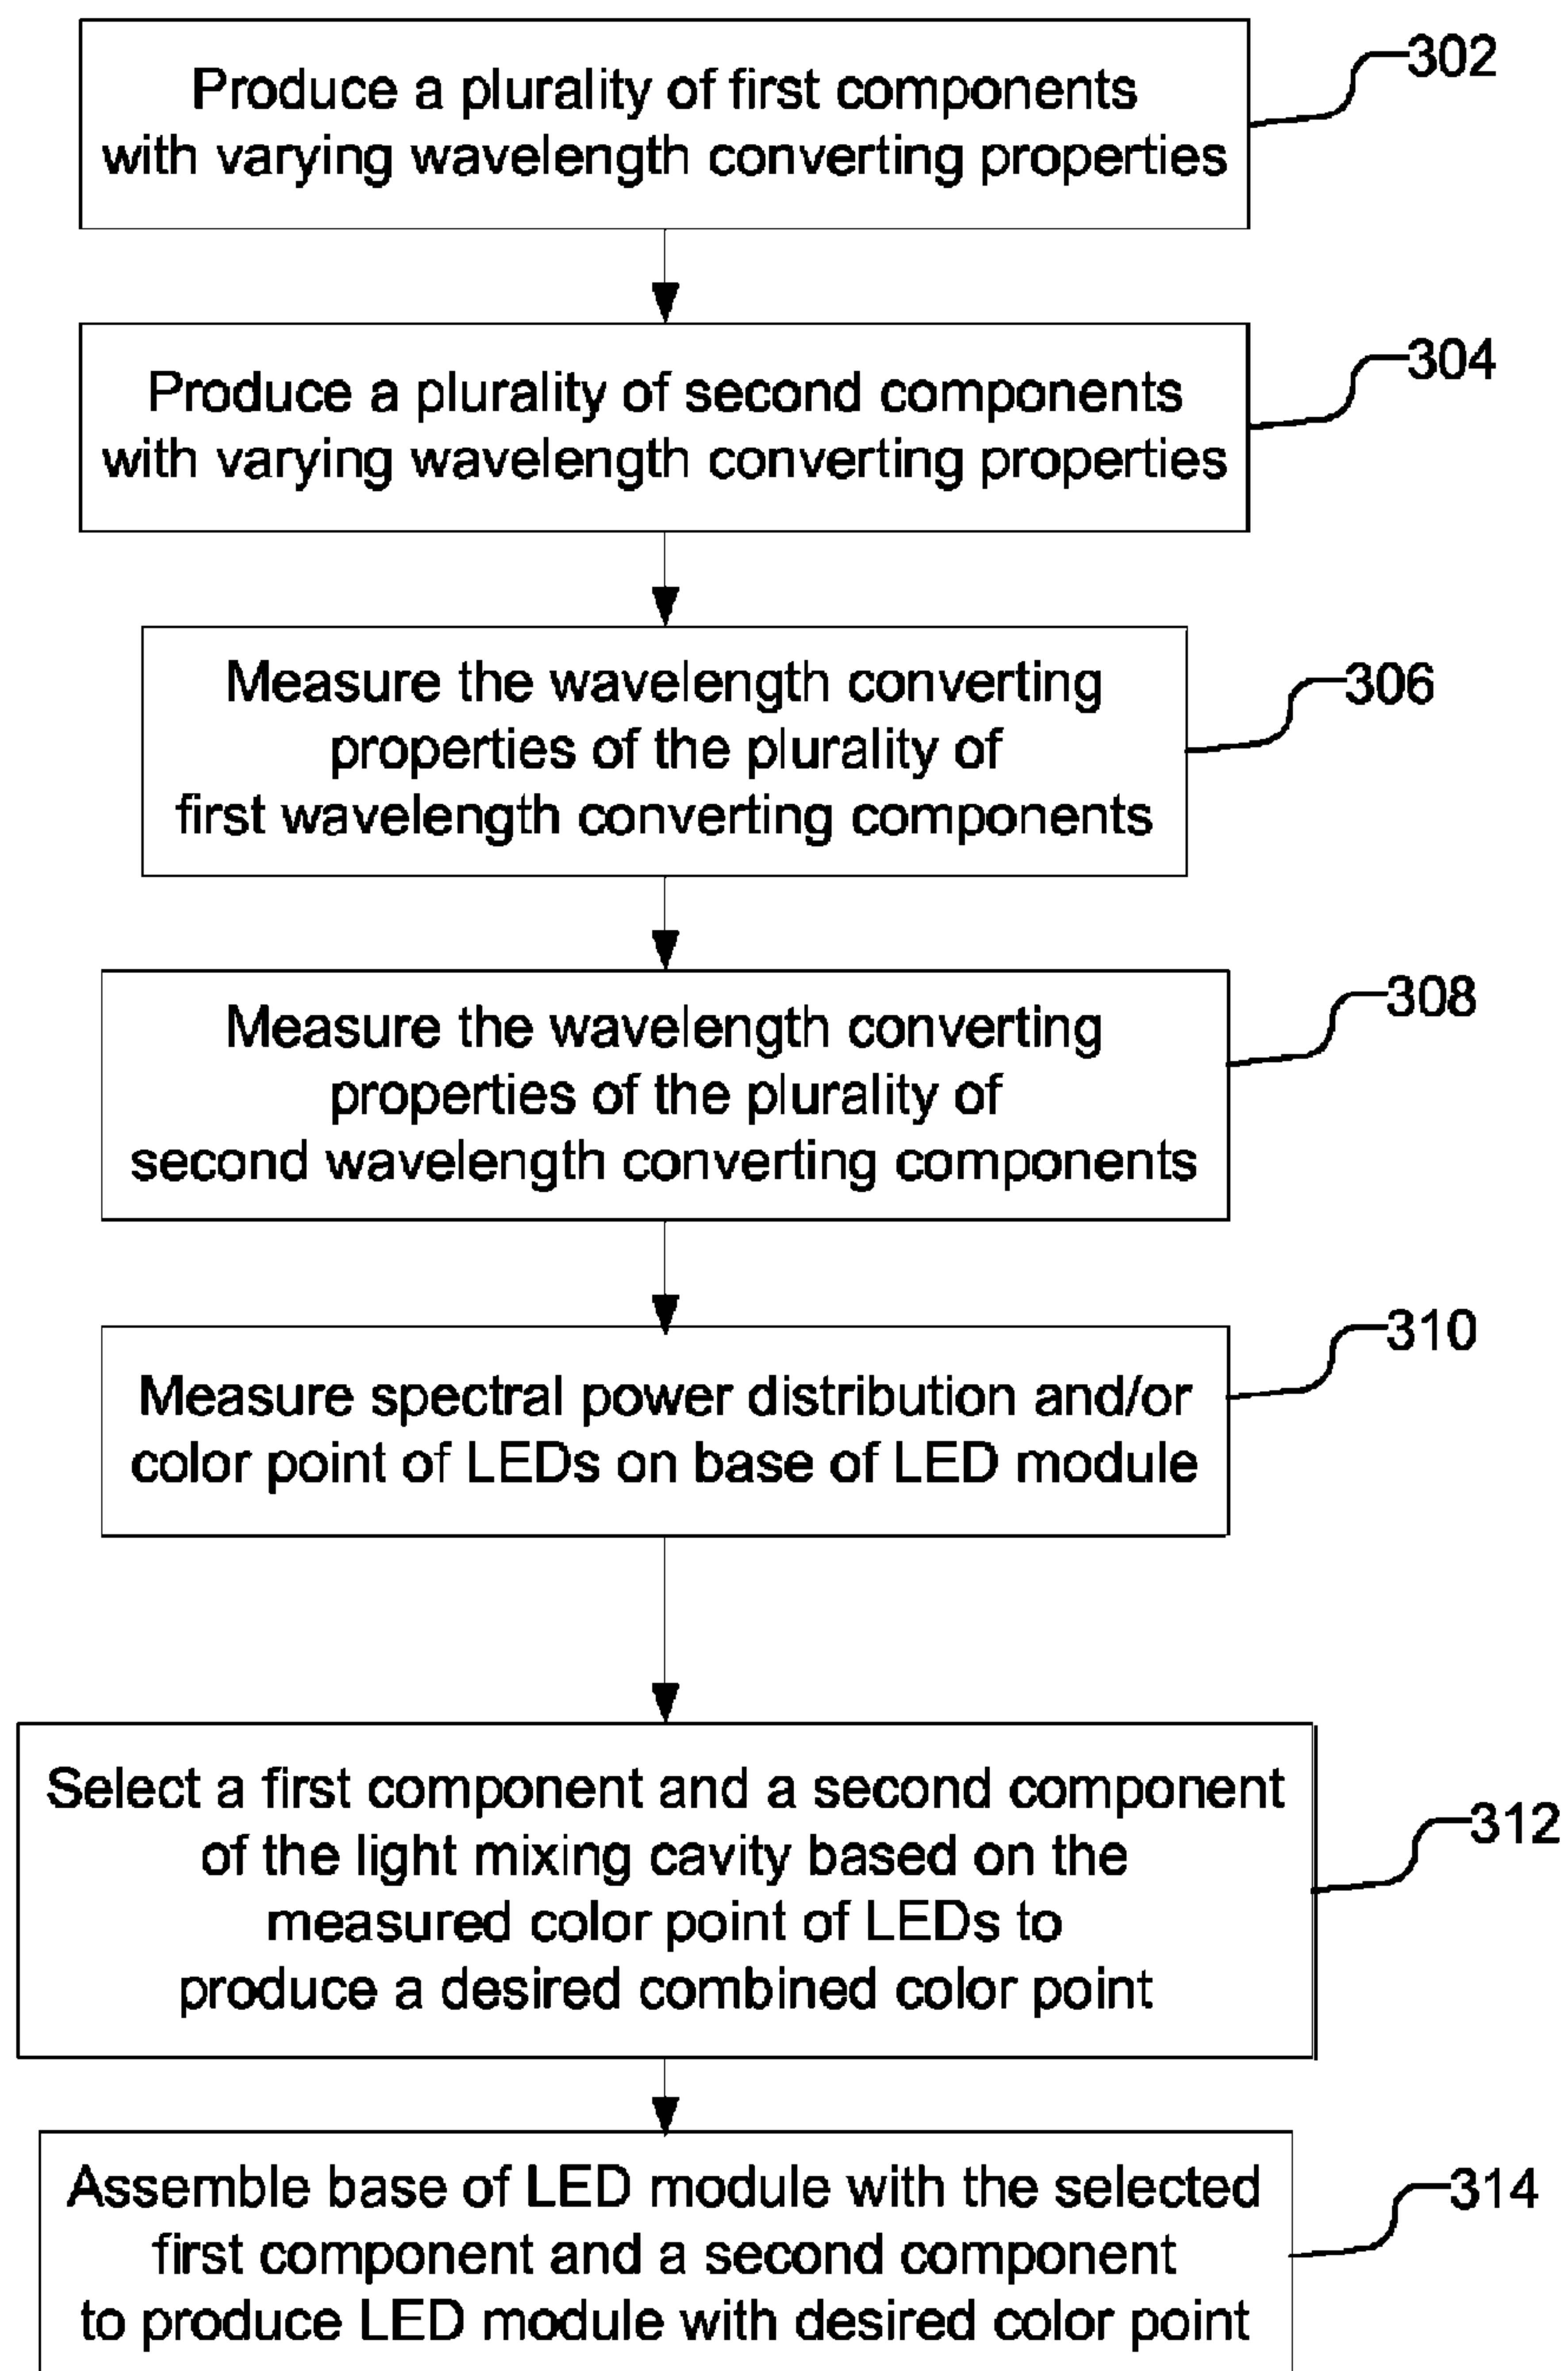 Produce a plurality of first components
with varying wavelength converting properties
302
Produce a plurality of second components
with varying wavelength converting properties
304
Measure the wavelength converting
properties of the plurality of
first wavelength converting components
306
Measure the wavelength converting
properties of the plurality of
second wavelength converting components
308
Measure spectral power distribution and/or
color point of LEDs on base of LED module
310
Select a first component and a second component
of the light mixing cavity based on the
measured color point of LEDs to
produce a desired combined color point
312
Assemble base of LED module with the selected
first component and a second component
to produce LED module with desired color point
314